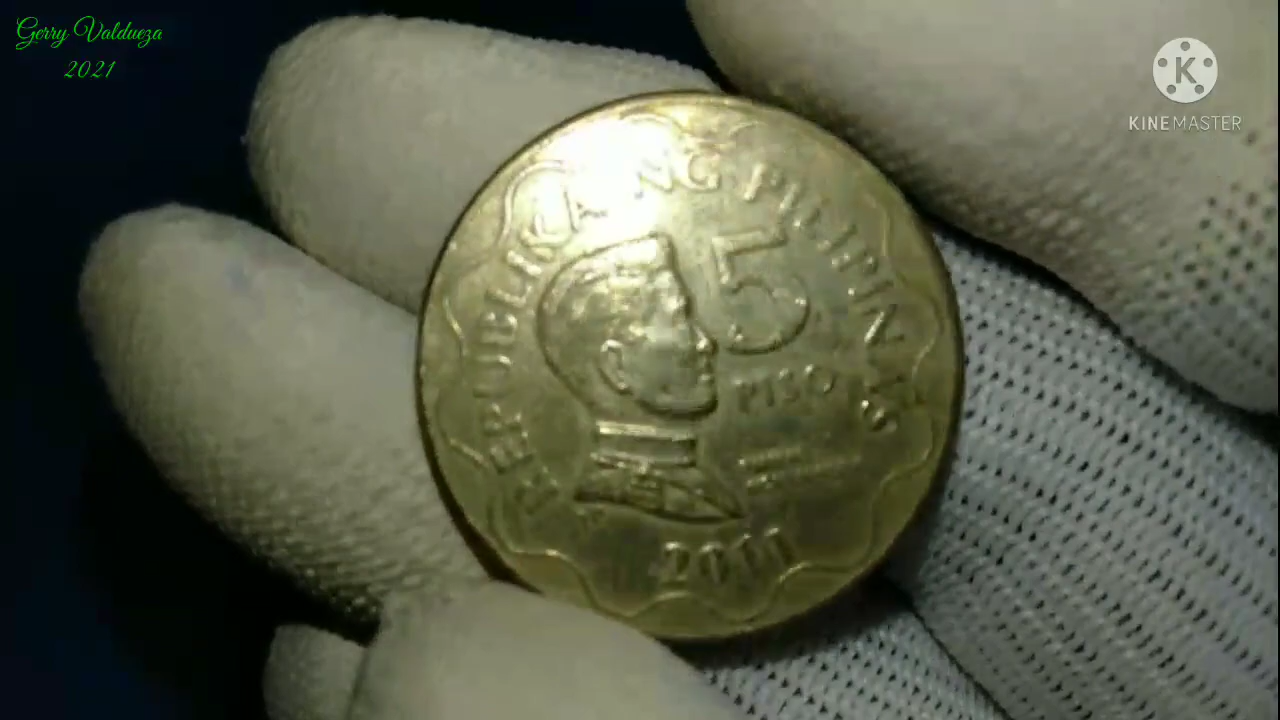 Gerry Valdueza
2021
K
KINEMASTER
REPUBLIKA NG PILIPINAS
5
PISO
2011